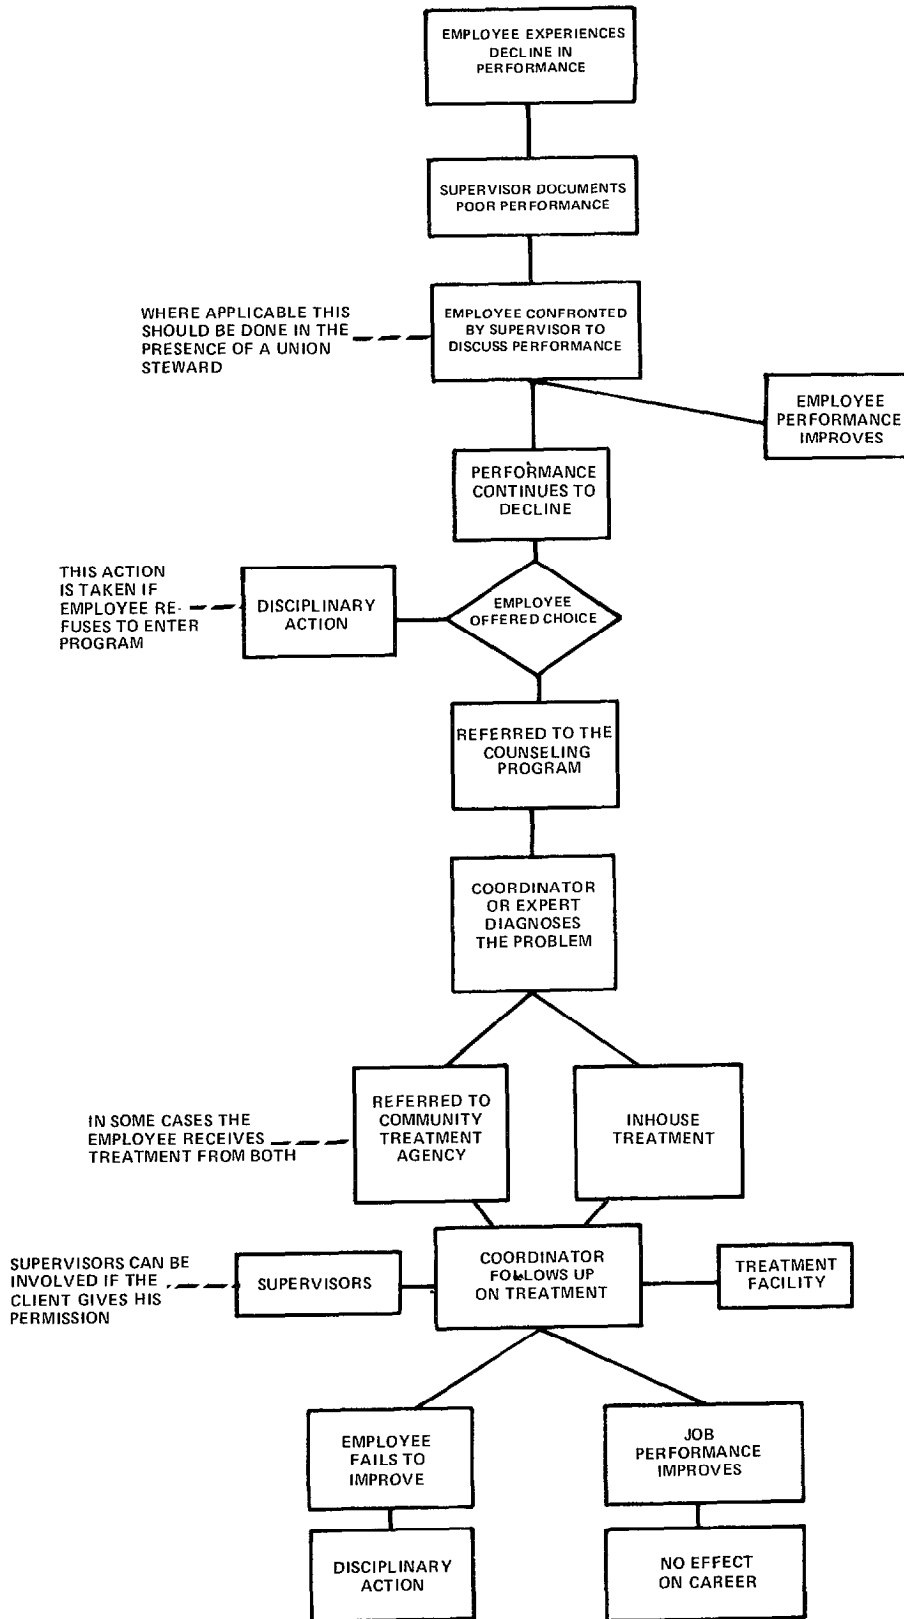 EMPLOYEE EXPERIENCES
DECLINE IN
PERFORMANCE
SUPERVISOR DOCUMENTS
POOR PERFORMANCE
WHERE APPLICABLE THIS
SHOULD BE DONE IN THE
PRESENCE OF A UNION
STEWARD
EMPLOYEE CONFRONTED
BY SUPERVISOR TO
DISCUSS PERFORMANCE
EMPLOYEE
PERFORMANCE
IMPROVES
PERFORMANCE
CONTINUES TO
DECLINE
THIS ACTION
IS TAKEN IF
EMPLOYEE RE-
FUSES TO ENTER
PROGRAM
DISCIPLINARY
ACTION
EMPLOYEE
OFFERED CHOICE
REFERRED TO THE
COUNSELING
PROGRAM
COORDINATOR
OR EXPERT
DIAGNOSES
THE PROBLEM
IN SOME CASES THE
EMPLOYEE RECEIVES
TREATMENT FROM BOTH
REFERRED TO
COMMUNITY
TREATMENT
AGENCY
INHOUSE
TREATMENT
SUPERVISORS CAN BE
INVOLVED IF THE
CLIENT GIVES HIS
PERMISSION
SUPERVISORS
COORDINATOR
FOLLOWS UP
ON TREATMENT
TREATMENT
FACILITY
EMPLOYEE
FAILS TO
IMPROVE
JOB
PERFORMANCE
IMPROVES
DISCIPLINARY
ACTION
NO EFFECT
ON CAREER